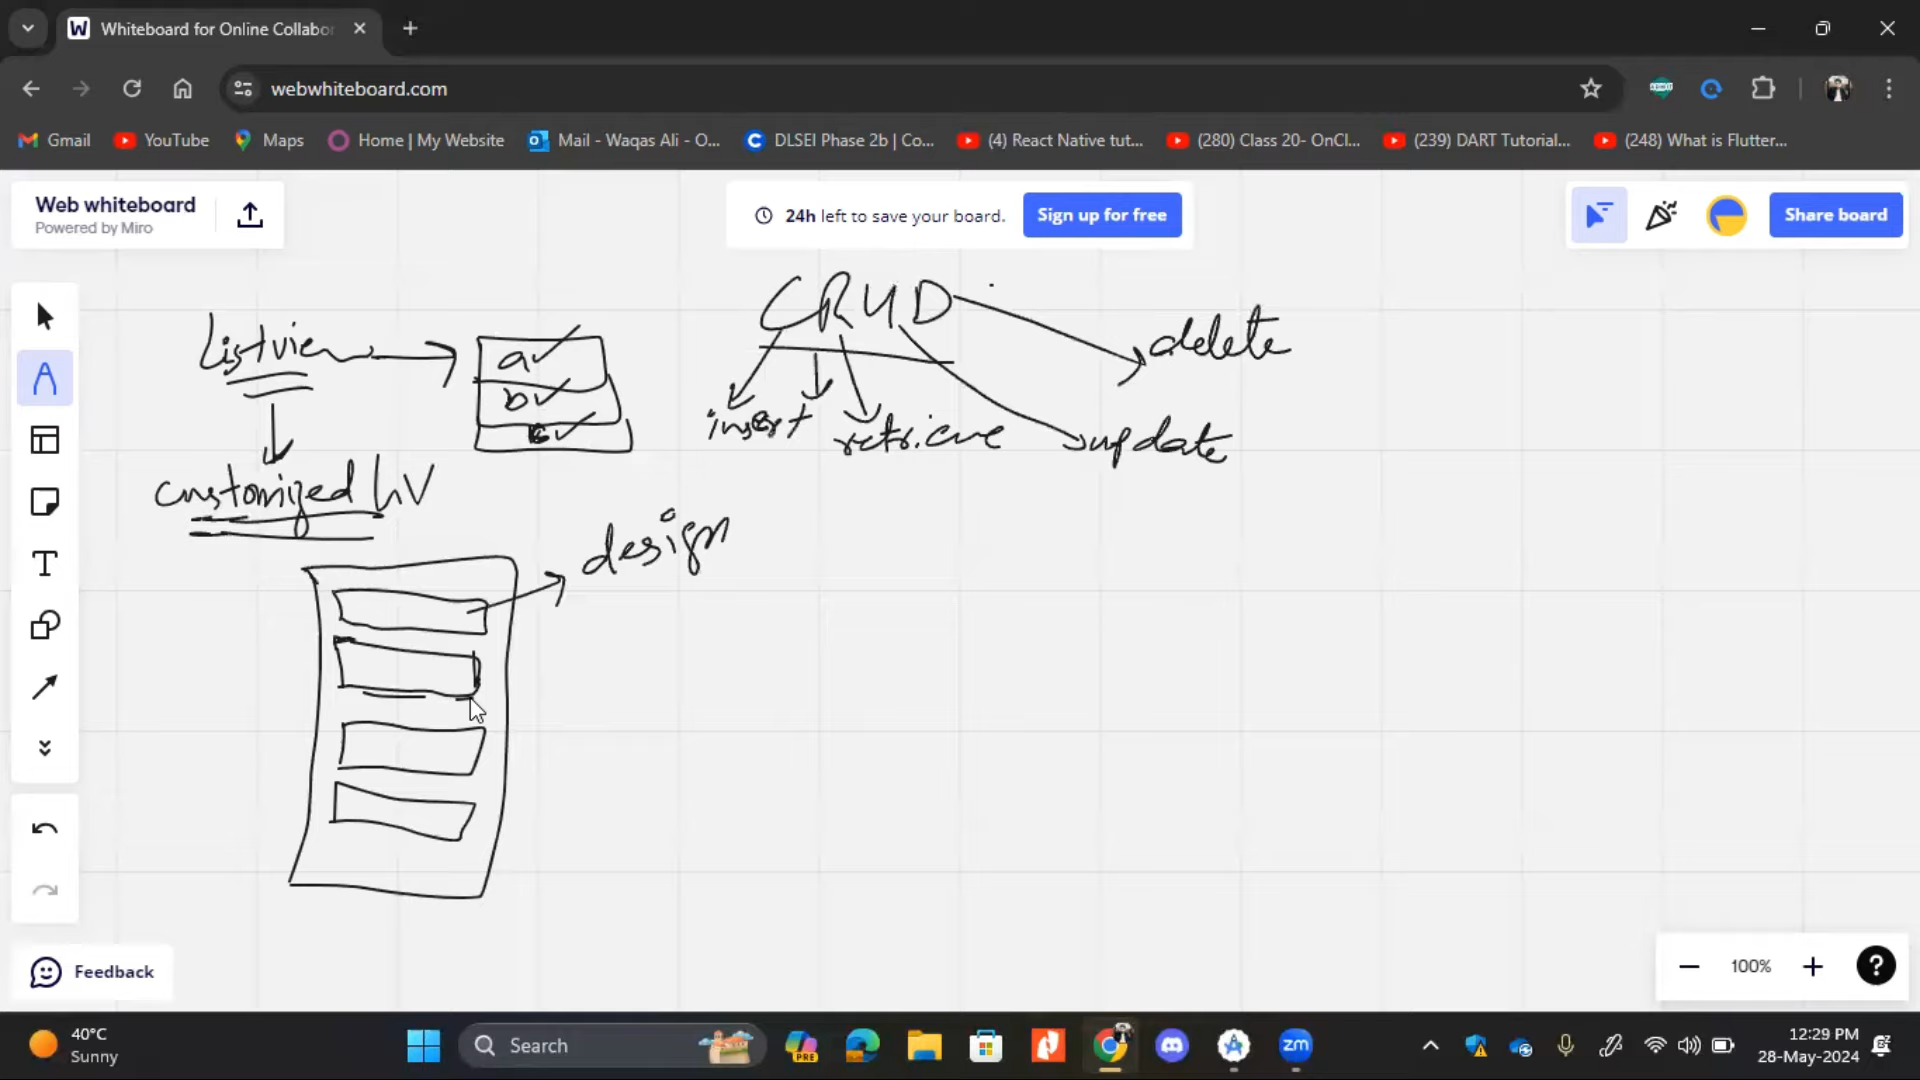 Whiteboard for Online Collabo
webwhiteboard.com
Gmail
YouTube
Maps
Home | My Website
Mail - Waqas Ali - O...
DLSEI Phase 2b | Co...
(4) React Native tut...
(280) Class 20- OnCl...
(239) DART Tutorial...
(248) What is Flutter...
Web whiteboard
Powered by Miro
24h left to save your board.
Sign up for free
Share board
CRUD
Listview
a
b
c
delete
insert
retrieve
update
customized LV
design
Feedback
100%
40°C
Sunny
Search
PRE
zm
12:29 PM
28-May-2024